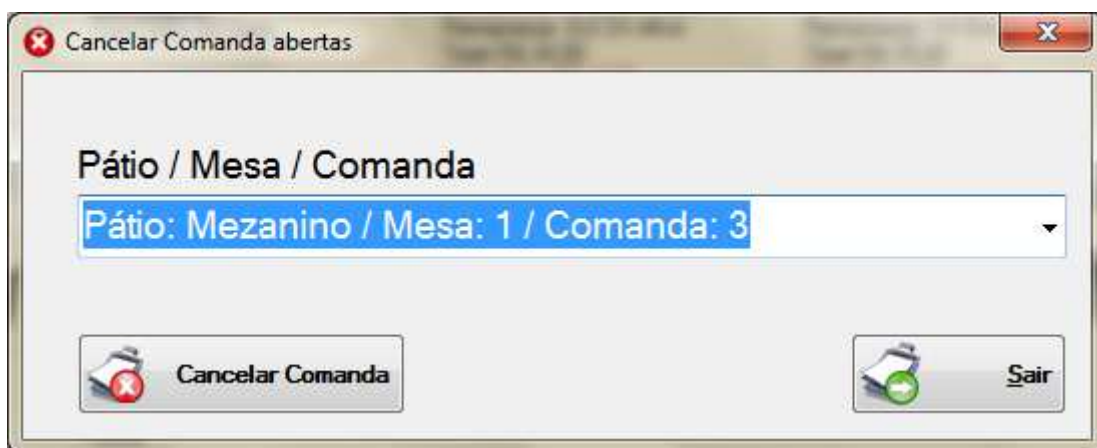 Cancelar Comanda abertas
Pátio / Mesa / Comanda
Pátio: Mezanino / Mesa: 1 / Comanda: 3
Cancelar Comanda
Sair